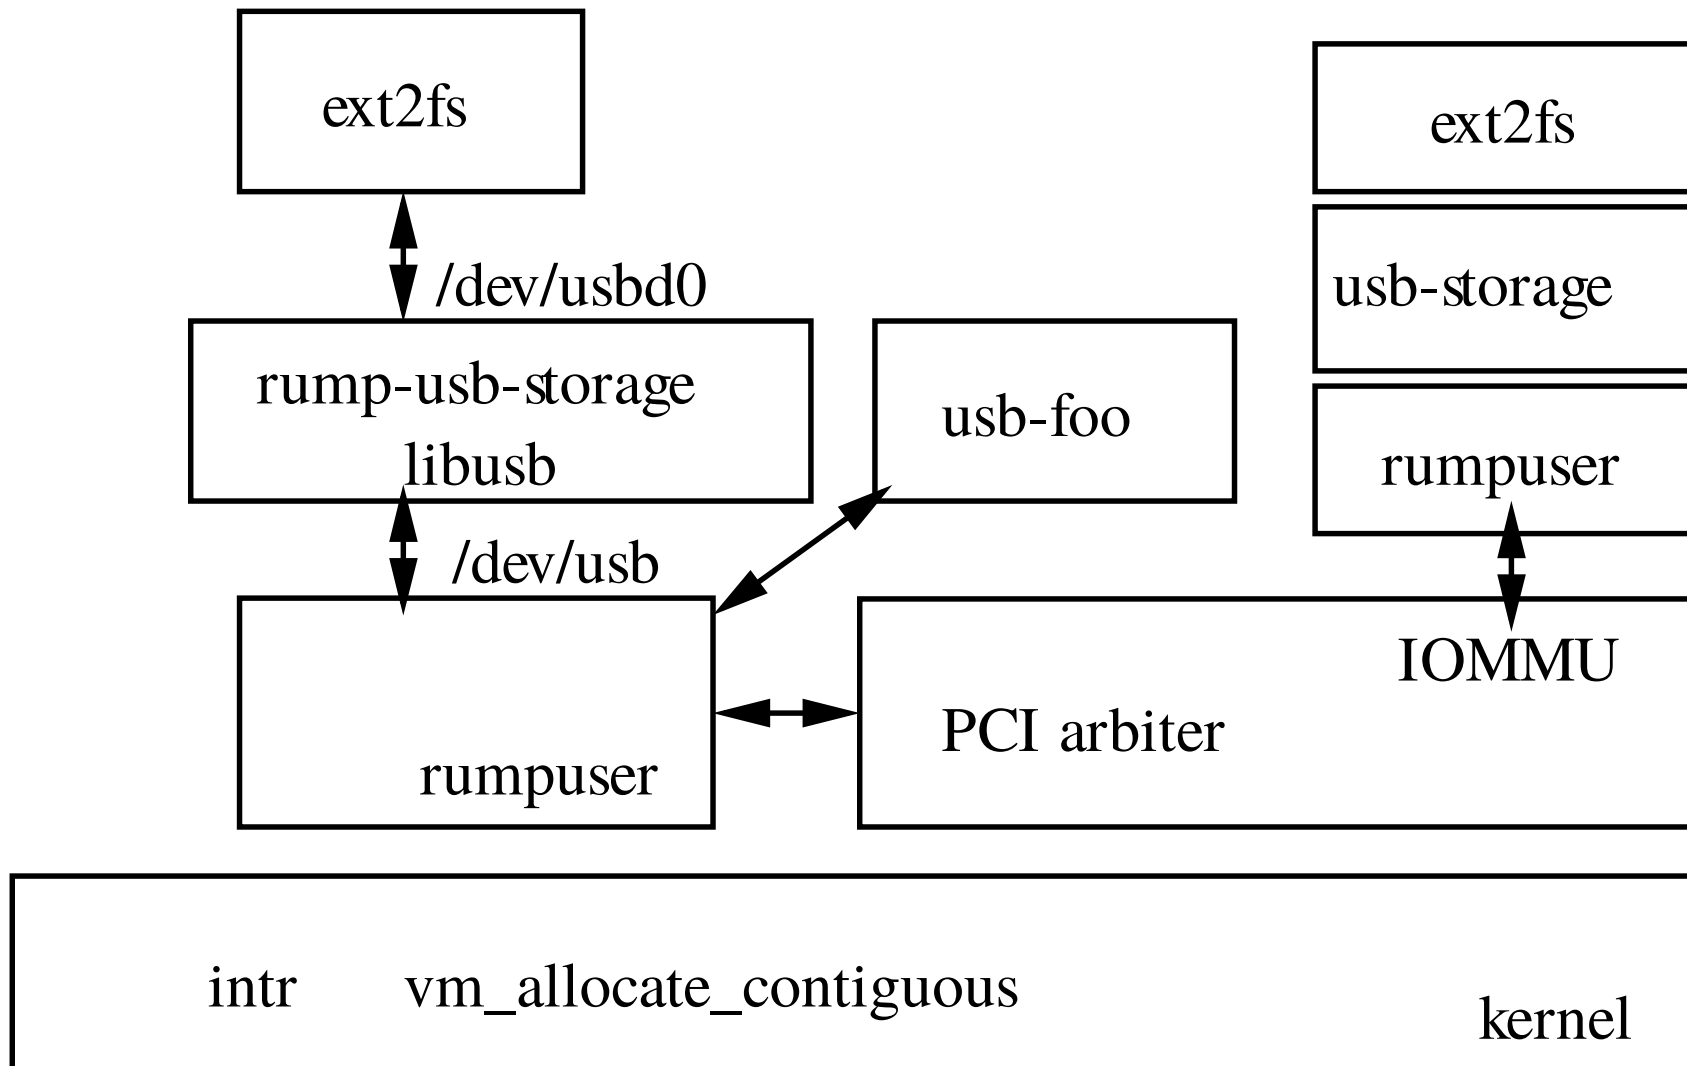 ext2fs
ext2fs
/dev/usbd0
usb-storage
rump-usb-storage
libusb
usb-foo
rumpuser
/dev/usb
IOMMU
PCI arbiter
rumpuser
intr
vm_allocate_contiguous
kernel